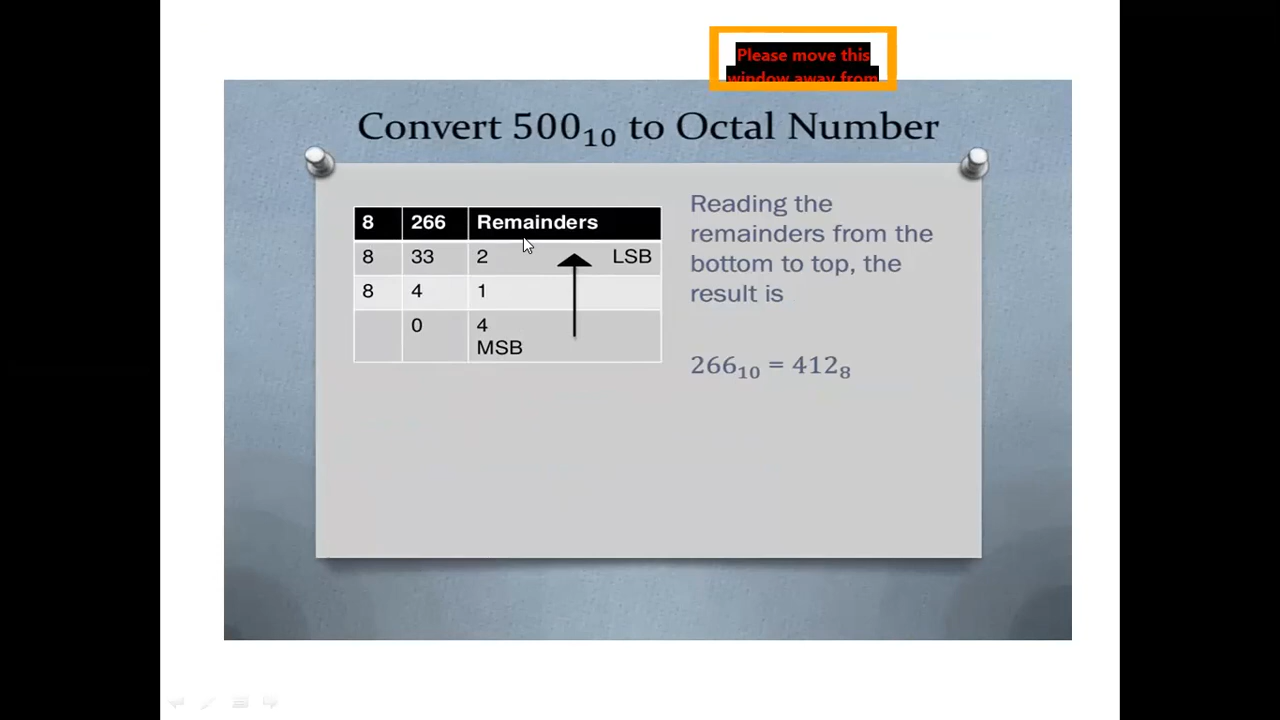 Please move this
window away from
Convert 500₁₀ to Octal Number
8 266 Remainders
8 33 2 LSB
8 4 1
0 4
MSB
Reading the
remainders from the
bottom to top, the
result is
266₁₀ = 412₈